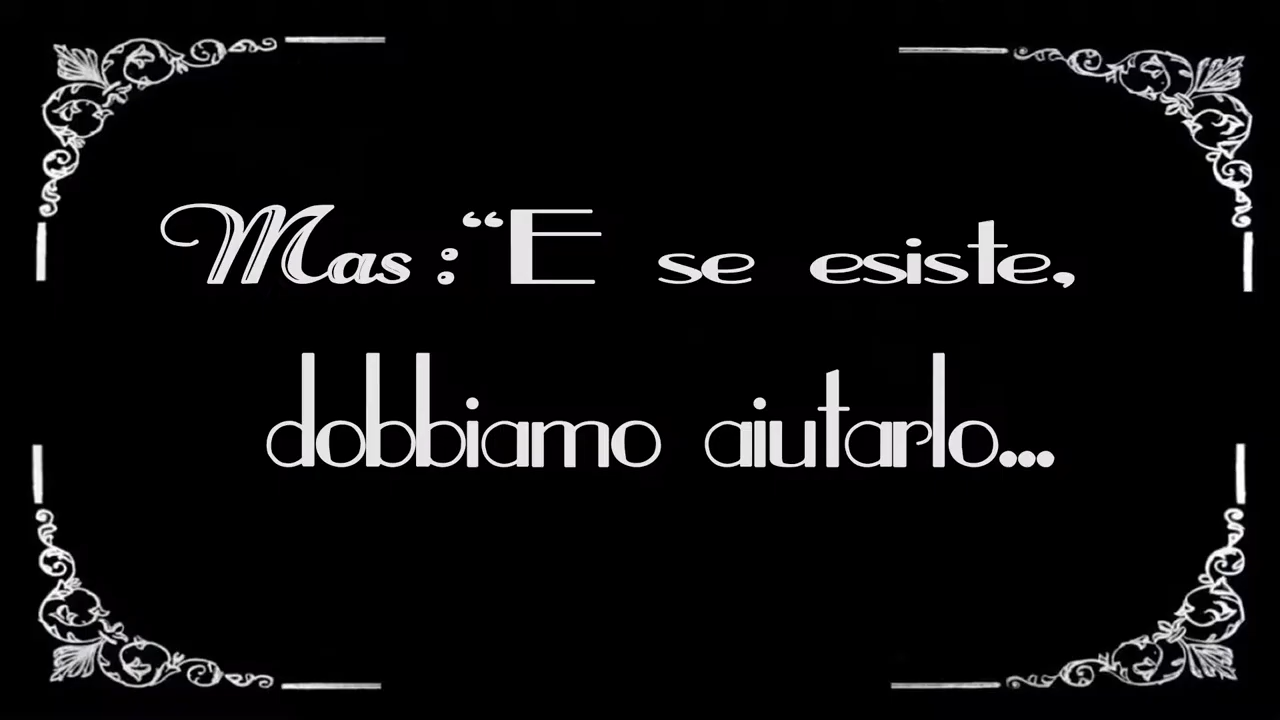 Mas :“E se esiste,
dobbiamo aiutarlo...